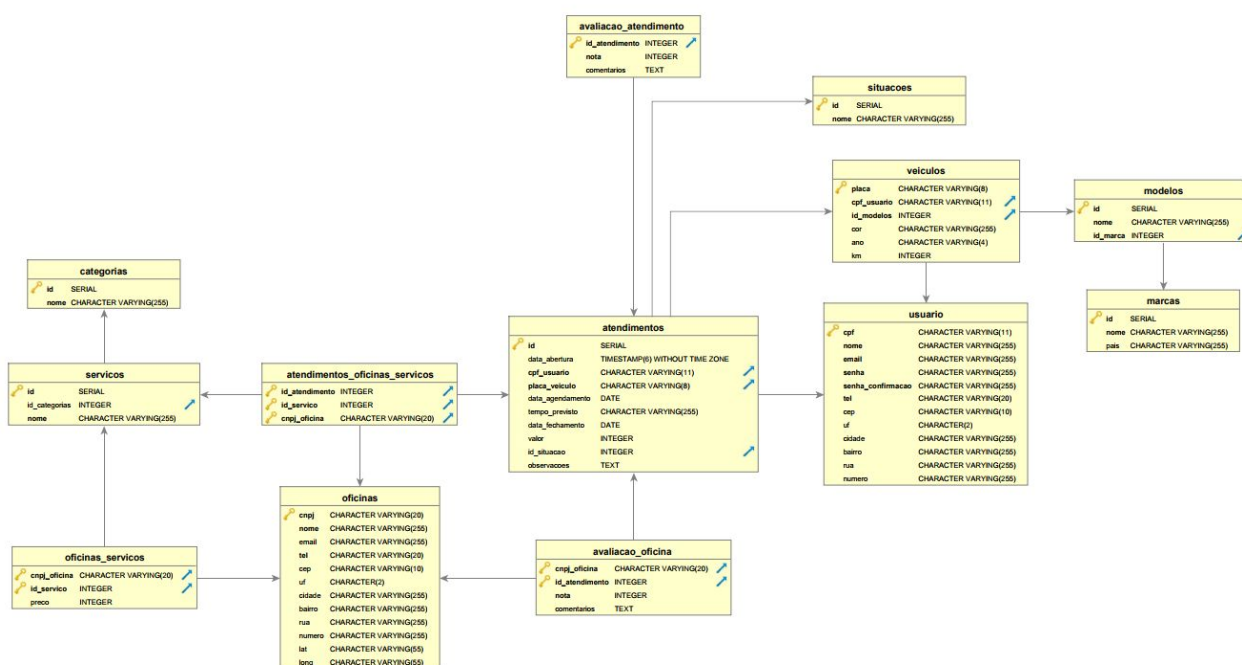 avaliacao_atendimento
id_atendimento INTEGER
nota INTEGER
comentarios TEXT
situacoes
id SERIAL
nome CHARACTER VARYING(255)
veiculos
placa CHARACTER VARYING(8)
cpf_usuario CHARACTER VARYING(11)
id_modelos INTEGER
cor CHARACTER VARYING(255)
ano CHARACTER VARYING(4)
km INTEGER
modelos
id SERIAL
nome CHARACTER VARYING(255)
id_marca INTEGER
categorias
id SERIAL
nome CHARACTER VARYING(255)
marcas
id SERIAL
nome CHARACTER VARYING(255)
pais CHARACTER VARYING(255)
usuario
cpf CHARACTER VARYING(11)
nome CHARACTER VARYING(255)
email CHARACTER VARYING(255)
senha CHARACTER VARYING(255)
senha_confirmacao CHARACTER VARYING(255)
tel CHARACTER VARYING(20)
cep CHARACTER VARYING(10)
uf CHARACTER(2)
cidade CHARACTER VARYING(255)
bairro CHARACTER VARYING(255)
rua CHARACTER VARYING(255)
numero CHARACTER VARYING(255)
atendimentos
id SERIAL
data_abertura TIMESTAMP(6) WITHOUT TIME ZONE
cpf_usuario CHARACTER VARYING(11)
placa_veiculo CHARACTER VARYING(8)
data_agendamento DATE
tempo_previsto CHARACTER VARYING(255)
data_fechamento DATE
valor INTEGER
id_situacao INTEGER
observacoes TEXT
servicos
id SERIAL
id_categorias INTEGER
nome CHARACTER VARYING(255)
atendimentos_oficinas_servicos
id_atendimento INTEGER
id_servico INTEGER
cnpj_oficina CHARACTER VARYING(20)
oficinas
cnpj CHARACTER VARYING(20)
nome CHARACTER VARYING(255)
email CHARACTER VARYING(255)
tel CHARACTER VARYING(20)
cep CHARACTER VARYING(10)
uf CHARACTER(2)
cidade CHARACTER VARYING(255)
bairro CHARACTER VARYING(255)
rua CHARACTER VARYING(255)
numero CHARACTER VARYING(255)
lat CHARACTER VARYING(55)
long CHARACTER VARYING(55)
oficinas_servicos
cnpj_oficina CHARACTER VARYING(20)
id_servico INTEGER
preco INTEGER
avaliacao_oficina
cnpj_oficina CHARACTER VARYING(20)
id_atendimento INTEGER
nota INTEGER
comentarios TEXT